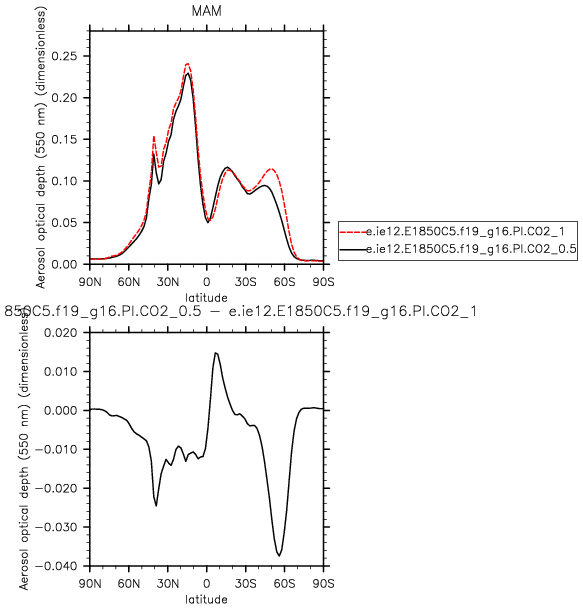 MAM
Aerosol optical depth (550 nm) (dimensionless)
0.25
0.20
0.15
0.10
0.05
0.00
90N 60N 30N 0 30S 60S 90S
latitude
e.ie12.E1850C5.f19_g16.PI.CO2_1
e.ie12.E1850C5.f19_g16.PI.CO2_0.5
850C5.f19_g16.PI.CO2_0.5 − e.ie12.E1850C5.f19_g16.PI.CO2_1
Aerosol optical depth (550 nm) (dimensionless)
0.020
0.010
0.000
−0.010
−0.020
−0.030
−0.040
90N 60N 30N 0 30S 60S 90S
latitude